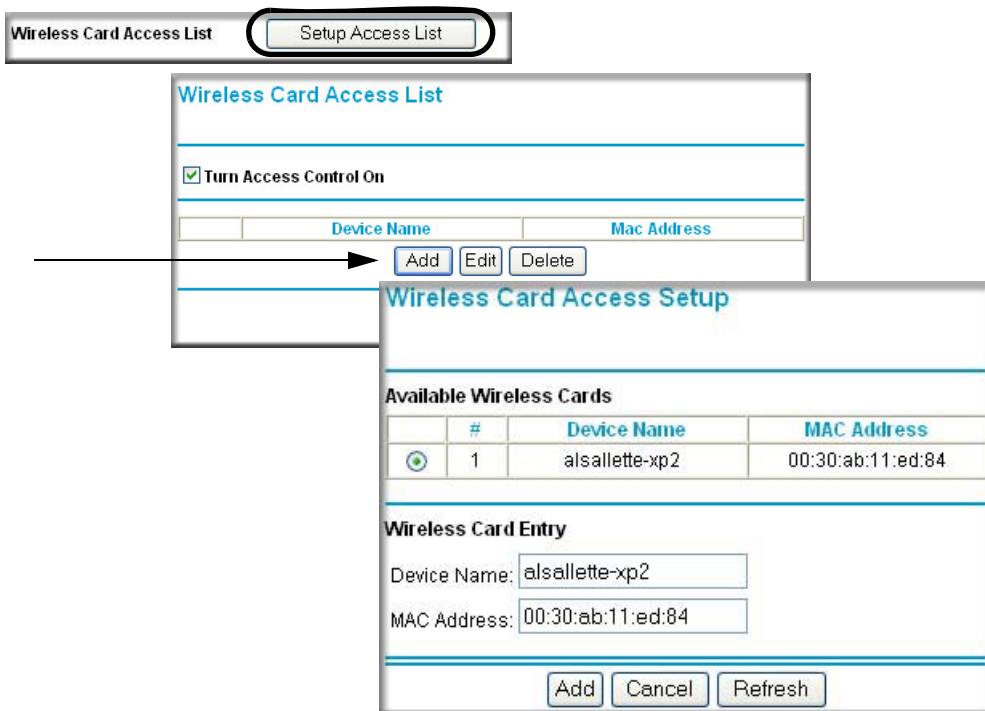 Wireless Card Access List Setup Access List
Wireless Card Access List
Turn Access Control On
Device Name Mac Address
Add Edit Delete
Wireless Card Access Setup
Available Wireless Cards
# Device Name MAC Address
1 alsallette-xp2 00:30:ab:11:ed:84
Wireless Card Entry
Device Name: alsallette-xp2
MAC Address: 00:30:ab:11:ed:84
Add Cancel Refresh